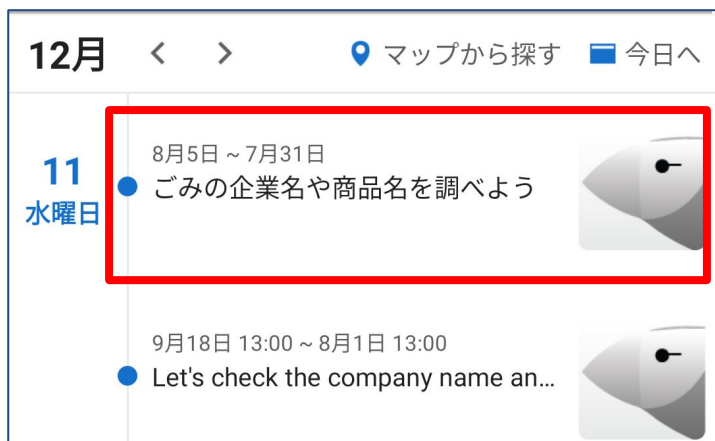 12月 < > マップから探す 今日へ
11
水曜日
8月5日 ~ 7月31日
ごみの企業名や商品名を調べよう
9月18日 13:00 ~ 8月1日 13:00
Let's check the company name an...